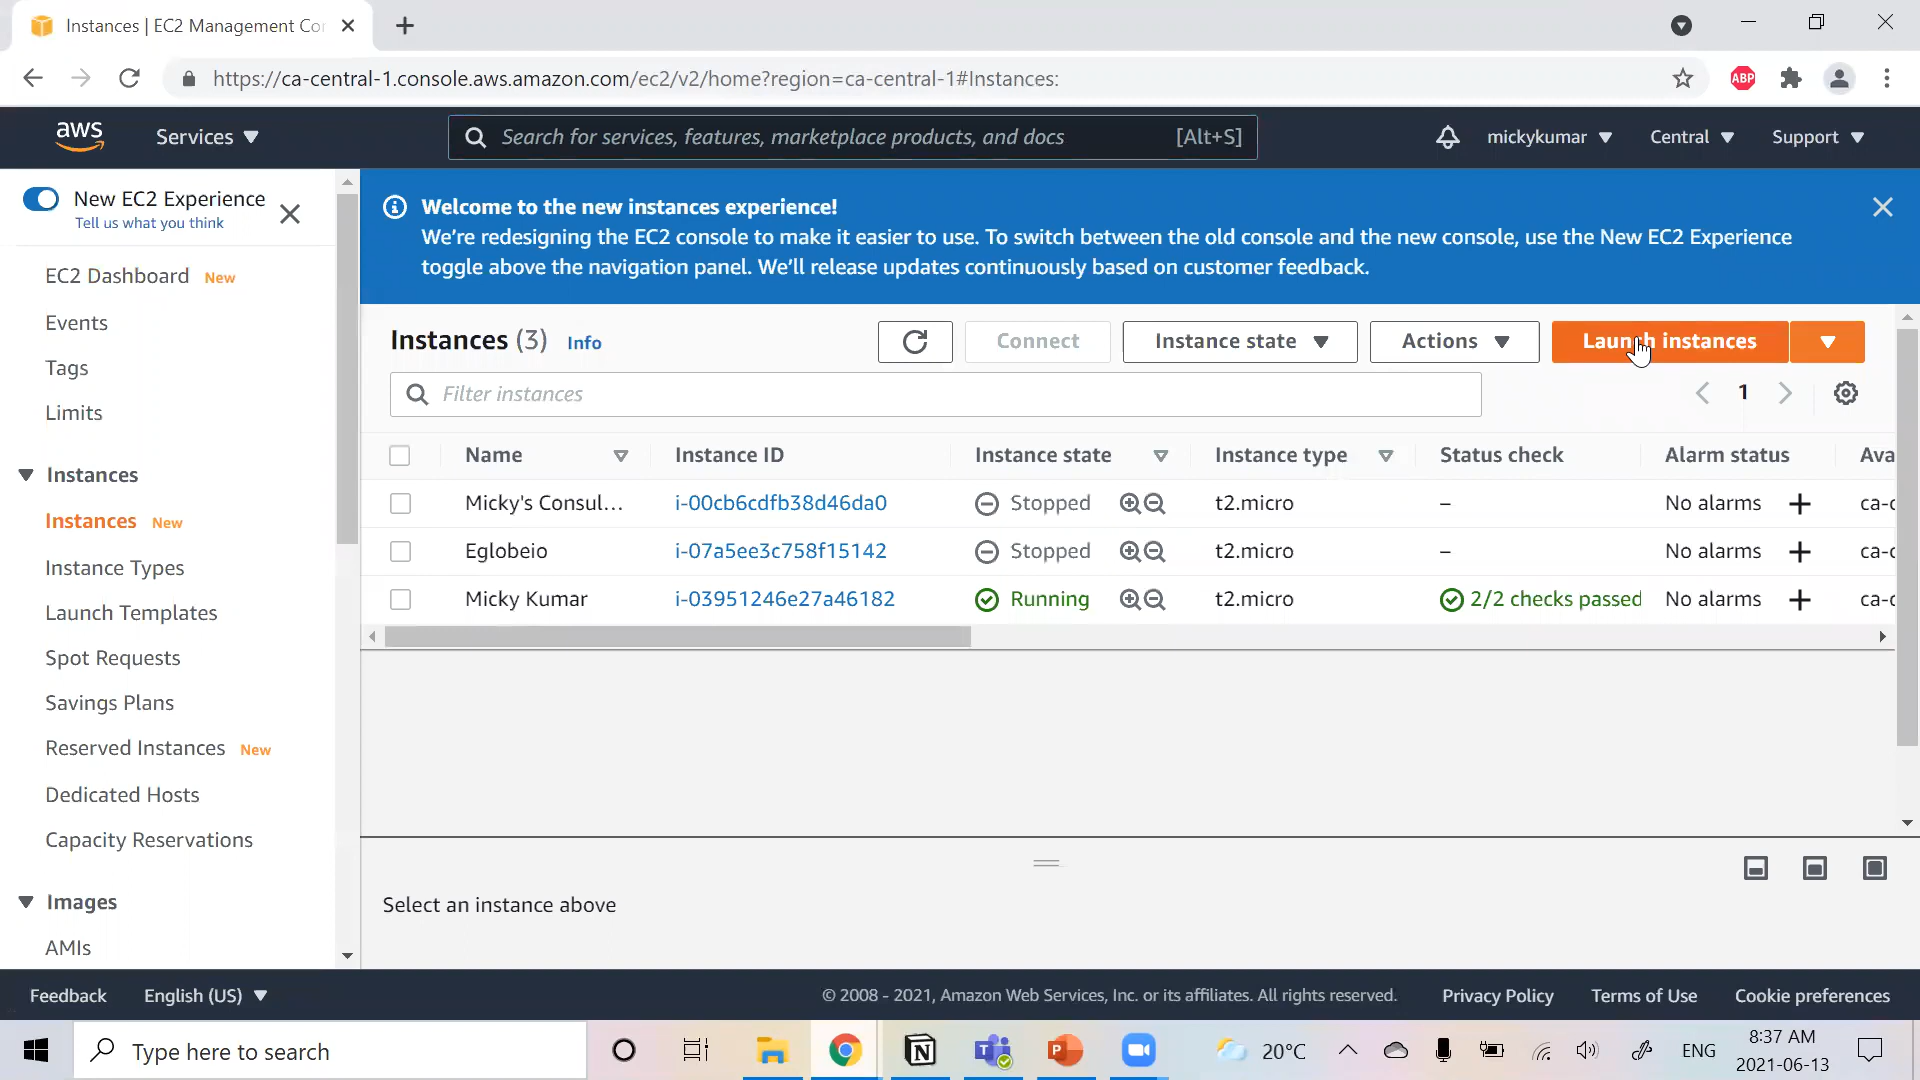 Instances | EC2 Management Co
https://ca-central-1.console.aws.amazon.com/ec2/v2/home?region=ca-central-1#Instances:
ABP
aws
Services
Search for services, features, marketplace products, and docs
[Alt+S]
mickykumar
Central
Support
New EC2 Experience
Tell us what you think
EC2 Dashboard New
Events
Tags
Limits
Instances
Instances New
Instance Types
Launch Templates
Spot Requests
Savings Plans
Reserved Instances New
Dedicated Hosts
Capacity Reservations
Images
AMIs
Welcome to the new instances experience!
We're redesigning the EC2 console to make it easier to use. To switch between the old console and the new console, use the New EC2 Experience
toggle above the navigation panel. We'll release updates continuously based on customer feedback.
Instances (3) Info
Connect
Instance state
Actions
Launch instances
Filter instances
1
Name Instance ID Instance state Instance type Status check Alarm status Ava
Micky's Consul... i-00cb6cdfb38d46da0 Stopped t2.micro – No alarms + ca-c
Eglobeio i-07a5ee3c758f15142 Stopped t2.micro – No alarms + ca-c
Micky Kumar i-03951246e27a46182 Running t2.micro 2/2 checks passed No alarms + ca-c
Select an instance above
Feedback
English (US)
© 2008 - 2021, Amazon Web Services, Inc. or its affiliates. All rights reserved.
Privacy Policy
Terms of Use
Cookie preferences
Type here to search
20°C
ENG
8:37 AM
2021-06-13